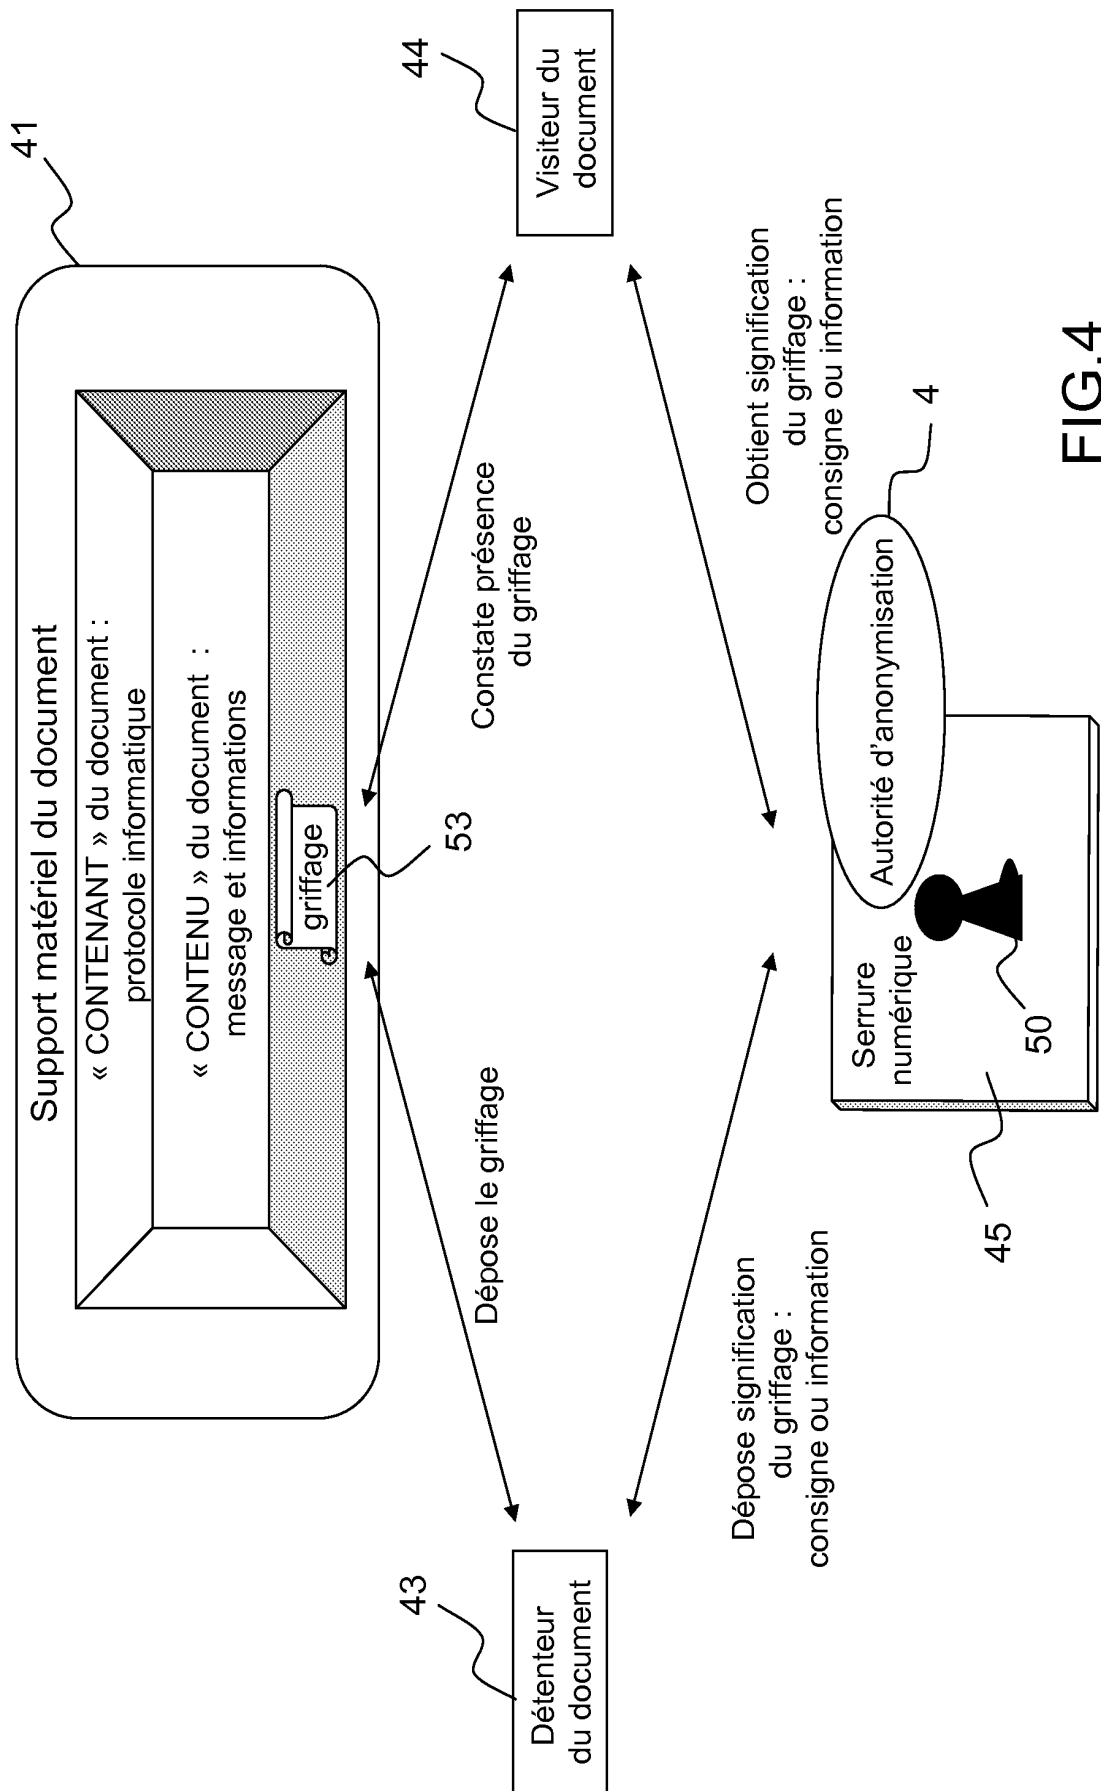 41
Support matériel du document
« CONTENANT » du document :
protocole informatique
« CONTENU » du document :
message et informations
griffage
53
Dépose le griffage
Constate présence
du griffage
43
Détenteur
du document
44
Visiteur du
document
Dépose signification
du griffage :
consigne ou information
Obtient signification
du griffage :
consigne ou information
Serrure
numérique
Autorité d’anonymisation
4
50
45
FIG.4